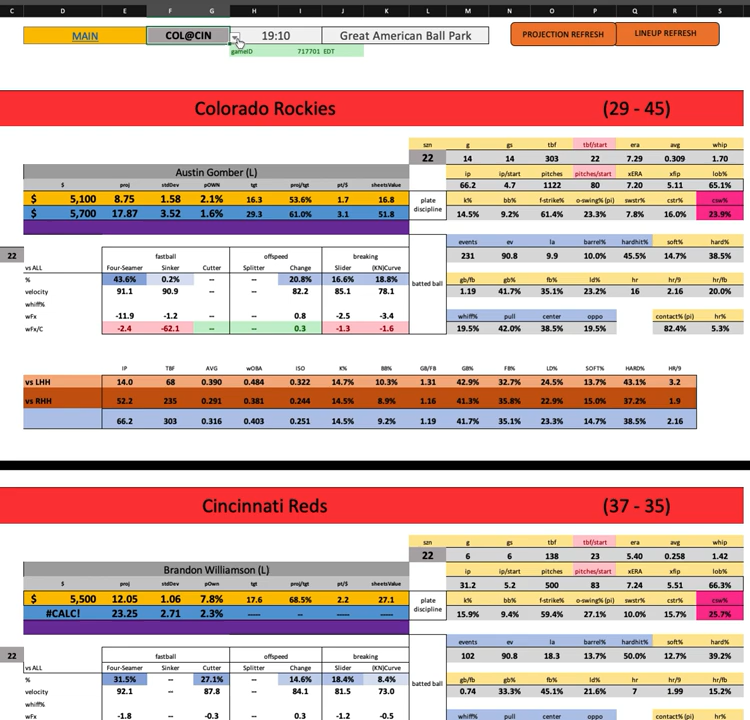 C D E F G H I J K L M N O P Q R S
MAIN COL@CIN 19:10 Great American Ball Park PROJECTION REFRESH LINEUP REFRESH
gameID 717701 EDT
Colorado Rockies (29 - 45)
szn g gs tbf tbf/start era avg whip
22 14 14 303 22 7.29 0.309 1.70
Austin Gomber (L) ip ip/start pitches pitches/start xERA xfip lob%
$ proj stdDev pOWN tgt proj/tgt pt/$ sheetsValue 66.2 4.7 1122 80 7.20 5.11 65.1%
$ 5,100 8.75 1.58 2.1% 16.3 53.6% 1.7 16.8 plate discipline k% bb% f-strike% o-swing% (pi) swstr% cstr% csw%
$ 5,700 17.87 3.52 1.6% 29.3 61.0% 3.1 51.8 14.5% 9.2% 61.4% 23.3% 7.8% 16.0% 23.9%
events ev la barrel% hardhit% soft% hard%
22 fastball offspeed breaking 231 90.8 9.9 10.0% 45.5% 14.7% 38.5%
vs ALL Four-Seamer Sinker Cutter Splitter Change Slider (KN)Curve
% 43.6% 0.2% -- -- 20.8% 16.6% 18.8% batted ball gb/fb gb% fb% ld% hr hr/9 hr/fb
velocity 91.1 90.9 -- -- 82.2 85.1 78.1 1.19 41.7% 35.1% 23.2% 16 2.16 20.0%
whiff%
wFx -11.9 -1.2 -- -- 0.8 -2.5 -3.4 whiff% pull center oppo contact% (pi) hr%
wFx/C -2.4 -62.1 -- -- 0.3 -1.3 -1.6 19.5% 42.0% 38.5% 19.5% 82.4% 5.3%
IP TBF AVG wOBA ISO K% BB% GB/FB GB% FB% LD% SOFT% HARD% HR/9
vs LHH 14.0 68 0.390 0.484 0.322 14.7% 10.3% 1.31 42.9% 32.7% 24.5% 13.7% 43.1% 3.2
vs RHH 52.2 235 0.291 0.381 0.244 14.5% 8.9% 1.16 41.3% 35.8% 22.9% 15.0% 37.2% 1.9
66.2 303 0.316 0.403 0.251 14.5% 9.2% 1.19 41.7% 35.1% 23.2% 14.7% 38.5% 2.16
Cincinnati Reds (37 - 35)
szn g gs tbf tbf/start era avg whip
22 6 6 138 23 5.40 0.258 1.42
Brandon Williamson (L) ip ip/start pitches pitches/start xERA xfip lob%
$ proj stdDev pOwn tgt proj/tgt pt/$ sheetsValue 31.2 5.2 500 83 7.24 5.51 66.3%
$ 5,500 12.05 1.06 7.8% 17.6 68.5% 2.2 27.1 plate discipline k% bb% f-strike% o-swing% (pi) swstr% cstr% csw%
#CALC! 23.25 2.71 2.3% ----- ----- -- ---- 15.9% 9.4% 59.4% 27.1% 10.0% 15.7% 25.7%
events ev la barrel% hardhit% soft% hard%
22 fastball offspeed breaking 102 90.8 18.3 13.7% 50.0% 12.7% 39.2%
vs ALL Four-Seamer Sinker Cutter Splitter Change Slider (KN)Curve
% 31.5% -- 27.1% -- 14.6% 18.4% 8.4% batted ball gb/fb gb% fb% ld% hr hr/9 hr/fb
velocity 92.1 -- 87.8 -- 84.1 81.5 73.0 0.74 33.3% 45.1% 21.6% 7 1.99 15.2%
whiff%
wFx -1.8 -- -0.3 -- 0.3 -1.2 -0.5 whiff% pull center oppo contact% (pi) hr%